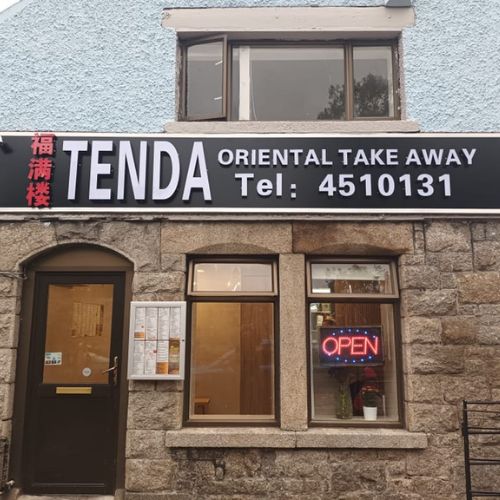 福满楼
TENDA
ORIENTAL TAKE AWAY
Tel: 4510131
OPEN